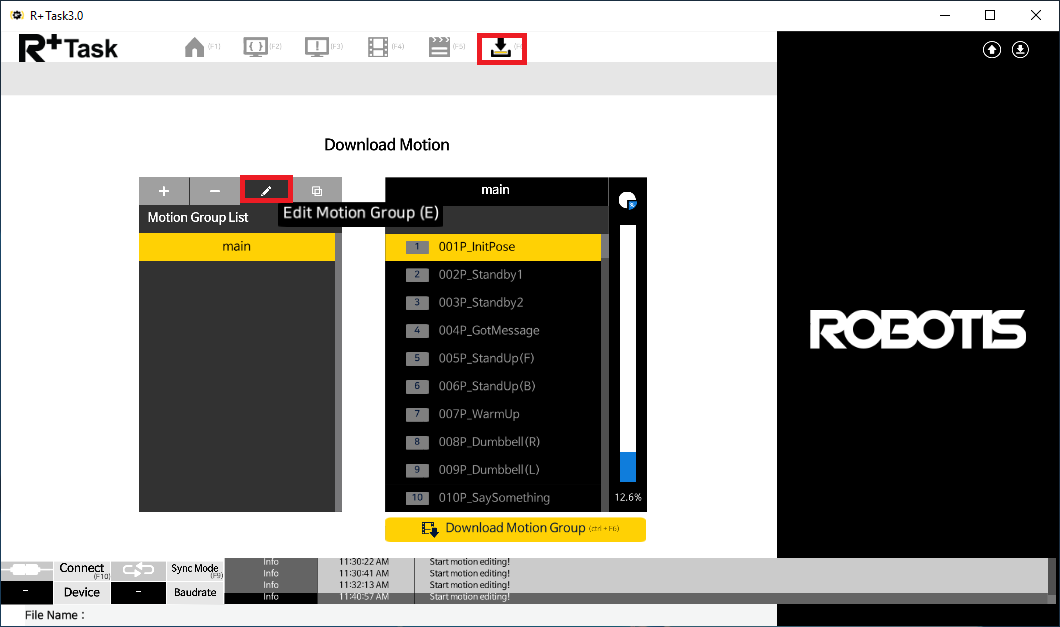 R+Task3.0
R+Task
(F1)
(F2)
(F3)
(F4)
(F5)
Download Motion
main
Edit Motion Group (E)
Motion Group List
main
1 001P_InitPose
2 002P_Standby1
3 003P_Standby2
4 004P_GotMessage
5 005P_StandUp(F)
6 006P_StandUp(B)
7 007P_WarmUp
8 008P_Dumbbell(R)
9 009P_Dumbbell(L)
10 010P_SaySomething
12.6%
Download Motion Group (ctrl + F6)
ROBOTIS
Connect (F10)
Sync Mode (F9)
- Device - Baudrate
Info 11:30:22 AM Start motion editing!
Info 11:30:41 AM Start motion editing!
Info 11:32:13 AM Start motion editing!
Info 11:40:57 AM Start motion editing!
File Name :